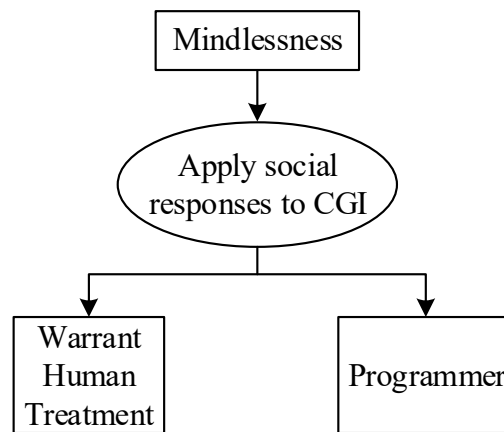 Mindlessness
Apply social
responses to CGI
Warrant
Human
Treatment
Programmer